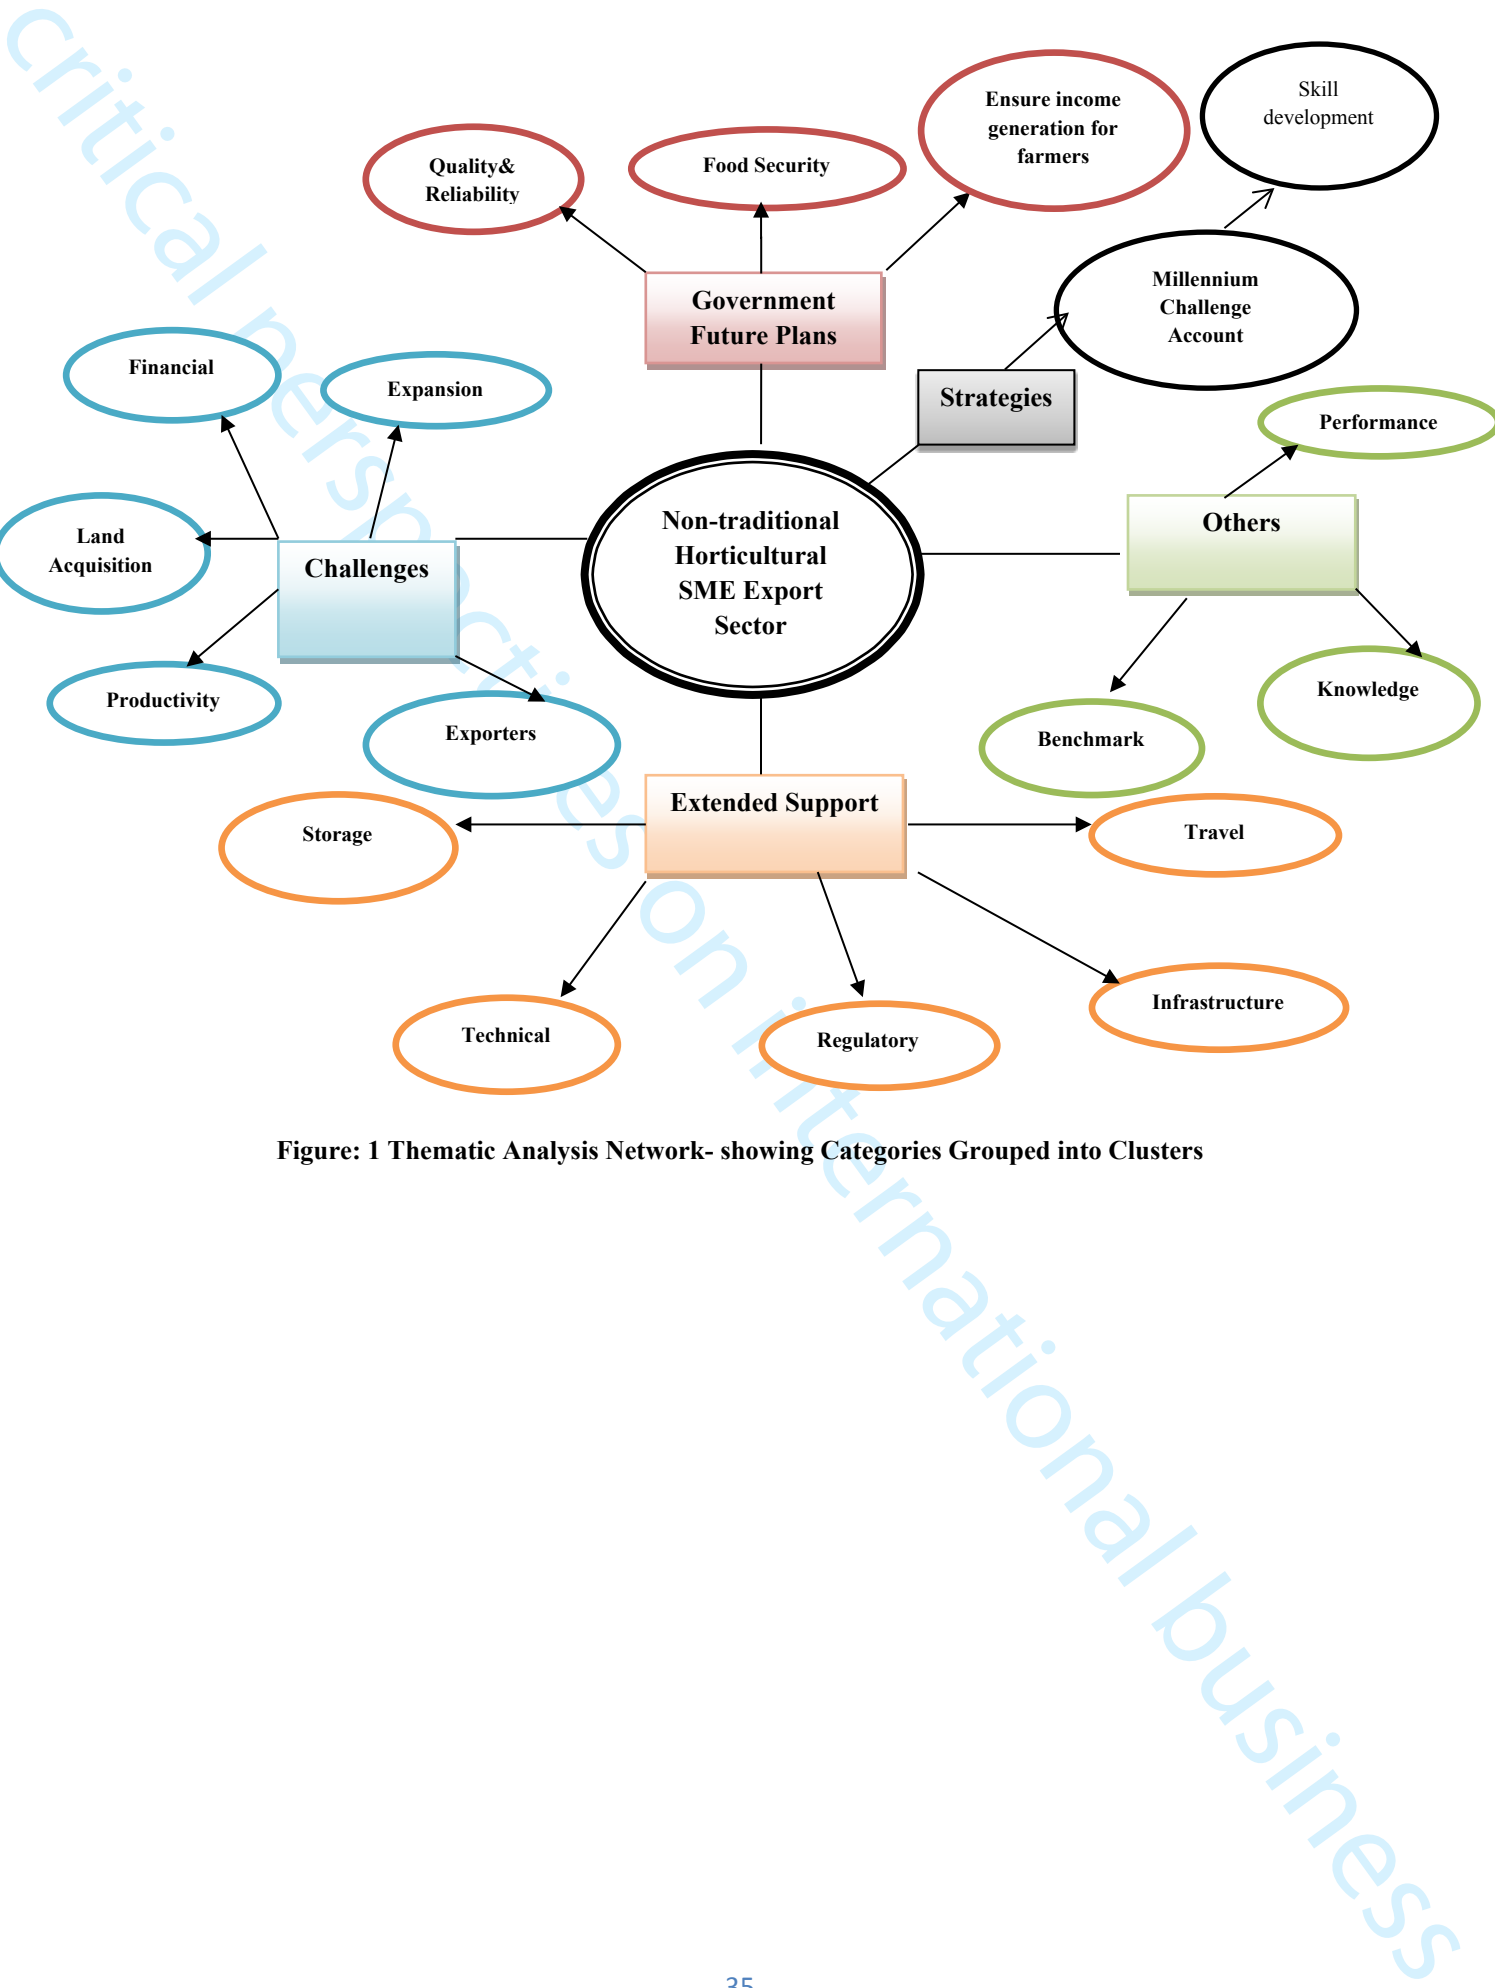 Ensure income
generation for
farmers
Skill
development
Quality&
Reliability
Food Security
Millennium
Challenge
Account
Government
Future Plans
Financial
Expansion
Strategies
Performance
Land
Acquisition
Challenges
Non-traditional
Horticultural
SME Export
Sector
Others
Productivity
Exporters
Benchmark
Knowledge
Storage
Extended Support
Travel
Technical
Regulatory
Infrastructure
Figure: 1 Thematic Analysis Network- showing Categories Grouped into Clusters
critical perspectives on international business
35